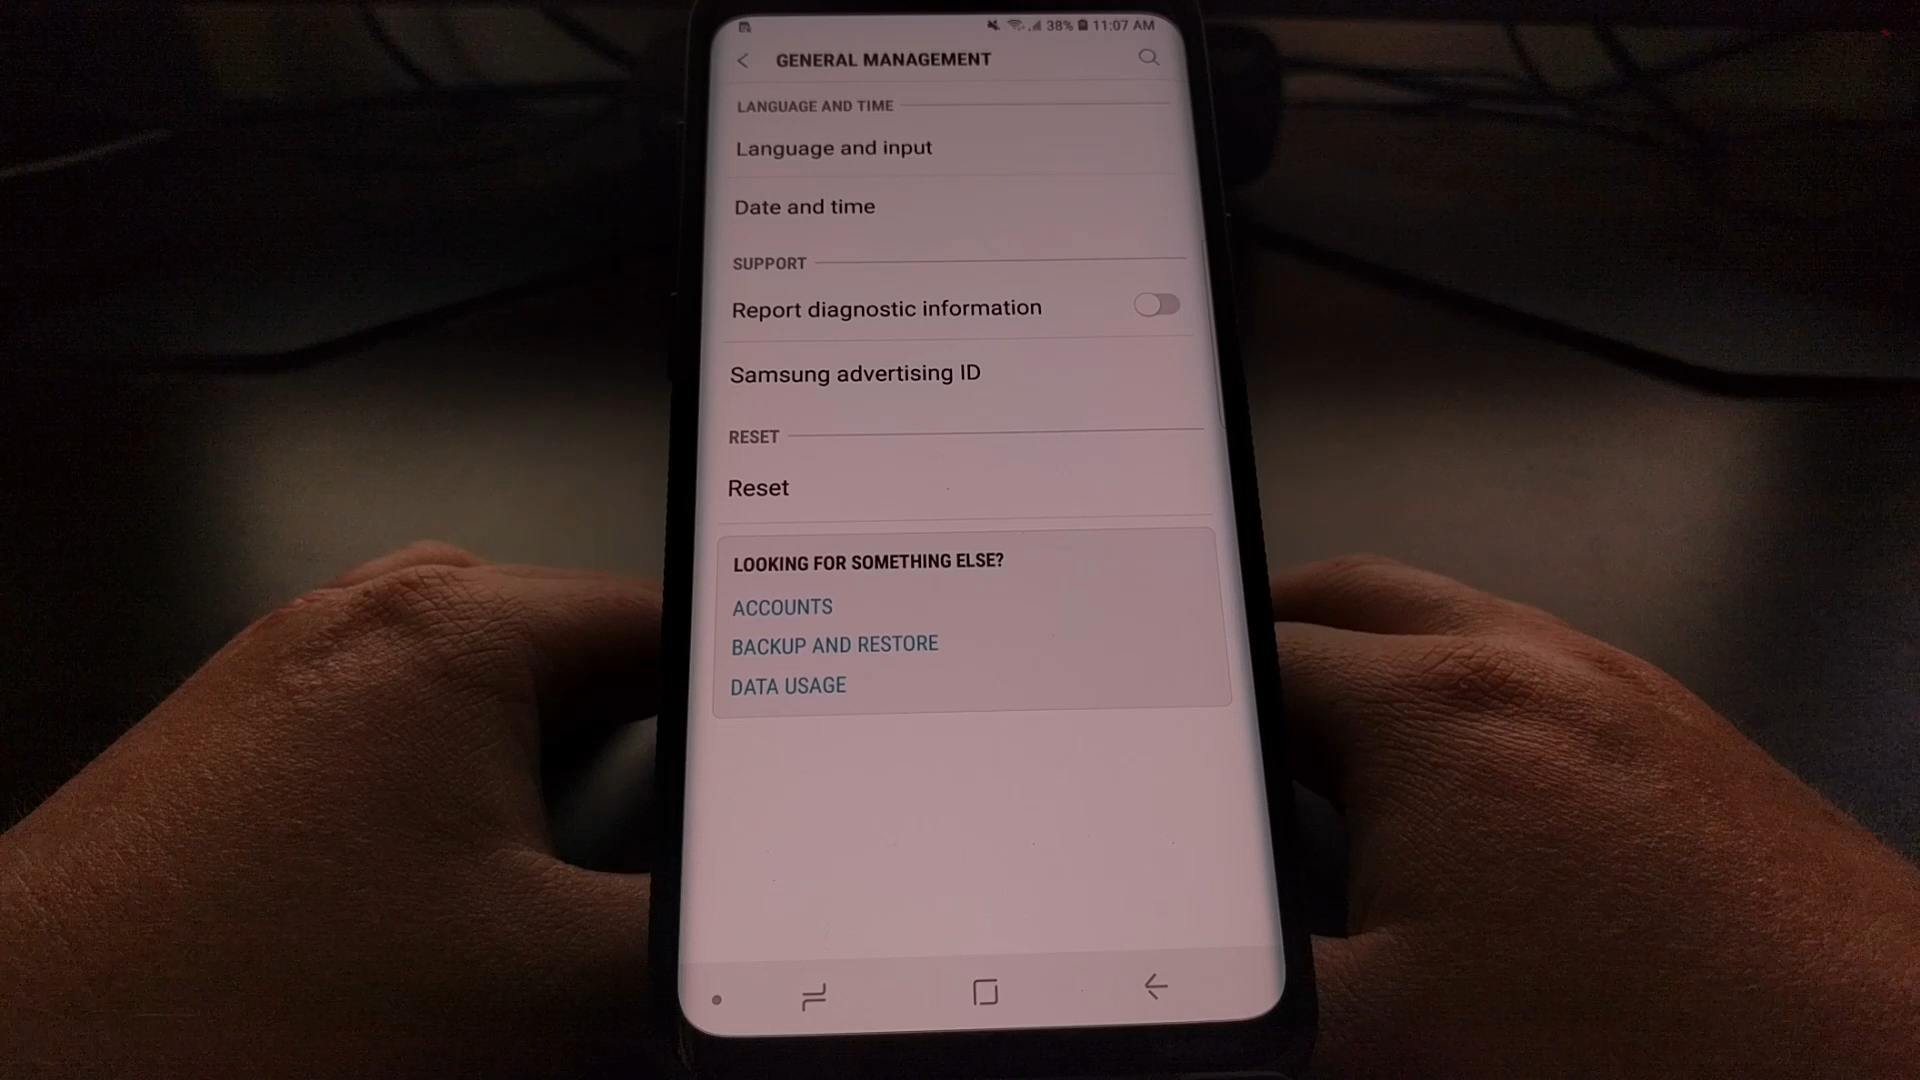 38% 11:07 AM
GENERAL MANAGEMENT
LANGUAGE AND TIME
Language and input
Date and time
SUPPORT
Report diagnostic information
Samsung advertising ID
RESET
Reset
LOOKING FOR SOMETHING ELSE?
ACCOUNTS
BACKUP AND RESTORE
DATA USAGE